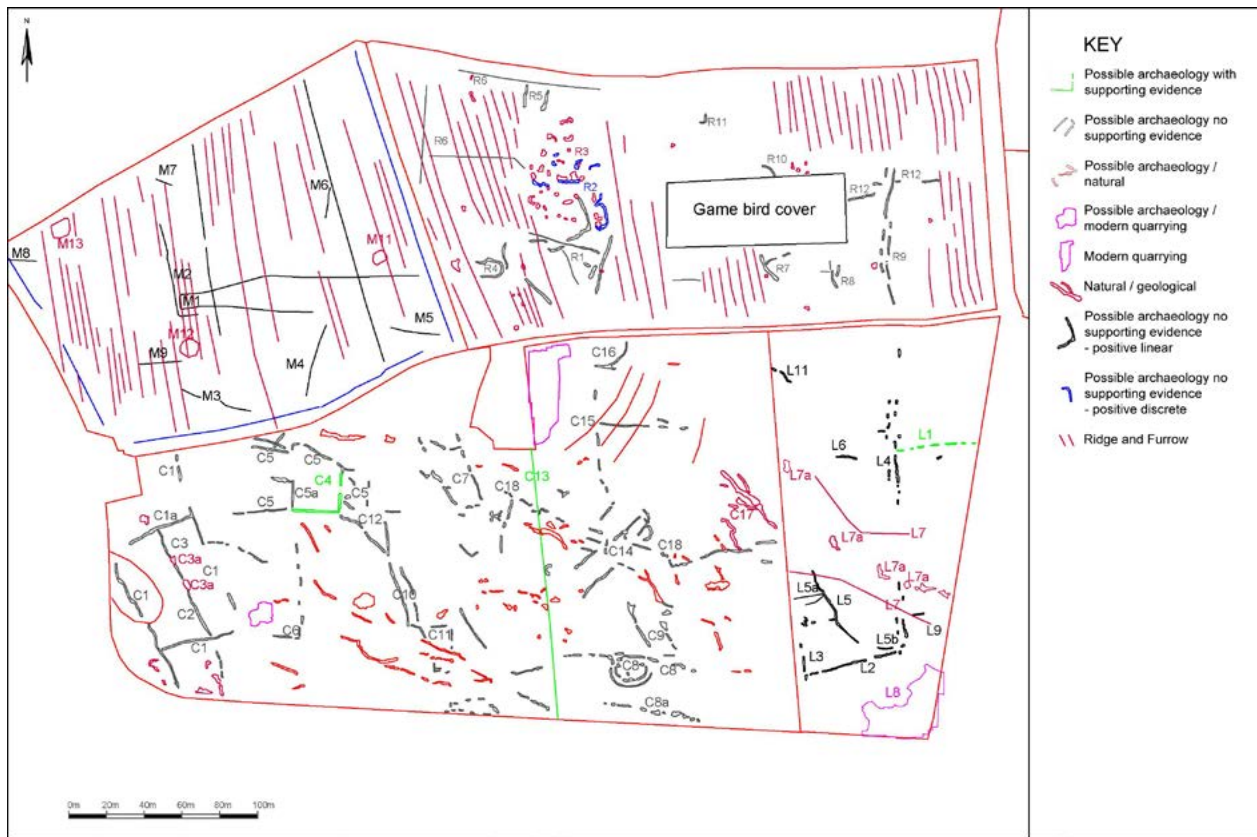 N
KEY
Possible archaeology with
supporting evidence
Possible archaeology no
supporting evidence
Possible archaeology /
natural
Possible archaeology /
modern quarrying
Modern quarrying
Natural / geological
Possible archaeology no
supporting evidence
- positive linear
Possible archaeology no
supporting evidence
- positive discrete
Ridge and Furrow
R6
R5
R11
R6
R3
R10
M7
M6
R2
R12
R12
Game bird cover
M13
M11
M8
R1
R4
R9
M2
R7
R8
M1
M5
M12
M9
M4
C16
L11
M3
C15
L1
C5
C5
L6
L4
C1
C4
C13
C7
L7a
C5a
C5
C18
C5
C17
C12
C1a
L7
C3
C14
C18
L7a
C3a
C1
L7a
L7a
C3a
C1
L5a
L5
L7
C10
C2
C2
C6
C11
C9
L9
C1
L5b
L3
L2
C8
C8
L8
C8a
0m
20m
40m
60m
100m